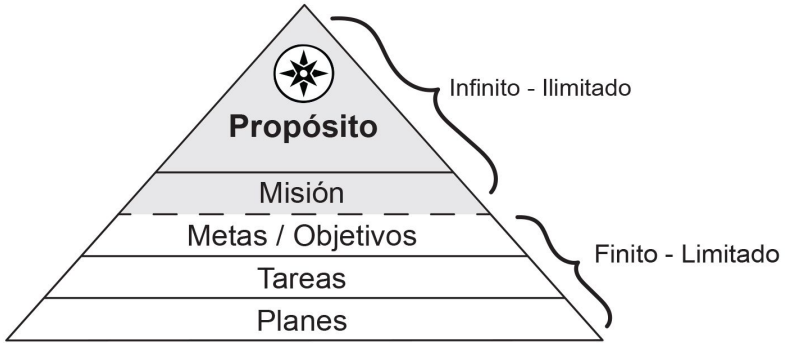 Propósito
Infinito - Ilimitado
Misión
Metas / Objetivos
Tareas
Planes
Finito - Limitado